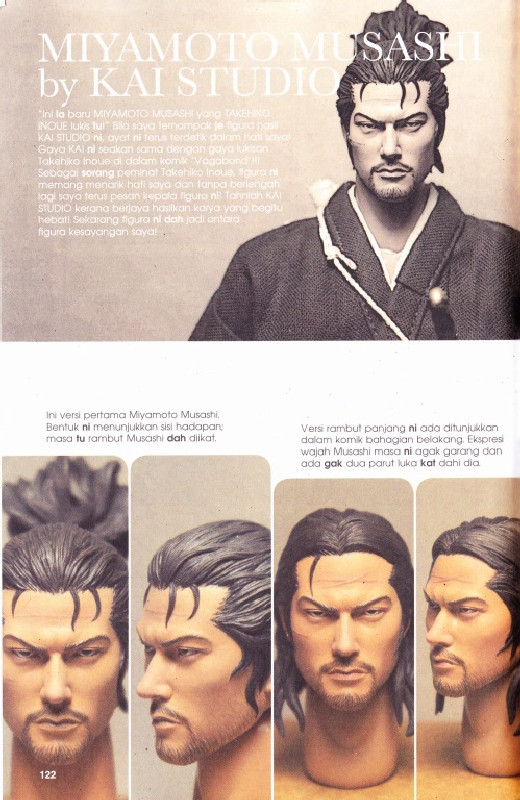 MIYAMOTO MUSASHI
by KAI STUDIO
"Ini la baru MIYAMOTO MUSASHI yang TAKEHIKO
INOUE lukis tu!" Bila saya ternampak je figura hasil
KAI STUDIO ni, ayat ni terus terdetik dalam hati saya!
Gaya KAI ni seakan sama dengan gaya lukisan
Takehiko Inoue di dalam komik "Vagabond"!!!
Sebagai sorang peminat Takehiko Inoue, figura ni
memang menarik hati saya dan tanpa berlengah
lagi saya terus pesan kepala figura ni! Tahniah KAI
STUDIO kerana berjaya hasilkan karya yang begitu
hebat! Sekarang figura ni dah jadi antara
figura kesayangan saya!
Ini versi pertama Miyamoto Musashi.
Bentuk ni menunjukkan sisi hadapan;
masa tu rambut Musashi dah diikat.
Versi rambut panjang ni ada ditunjukkan
dalam komik bahagian belakang. Ekspresi
wajah Musashi masa ni agak garang dan
ada gak dua parut luka kat dahi dia.
122